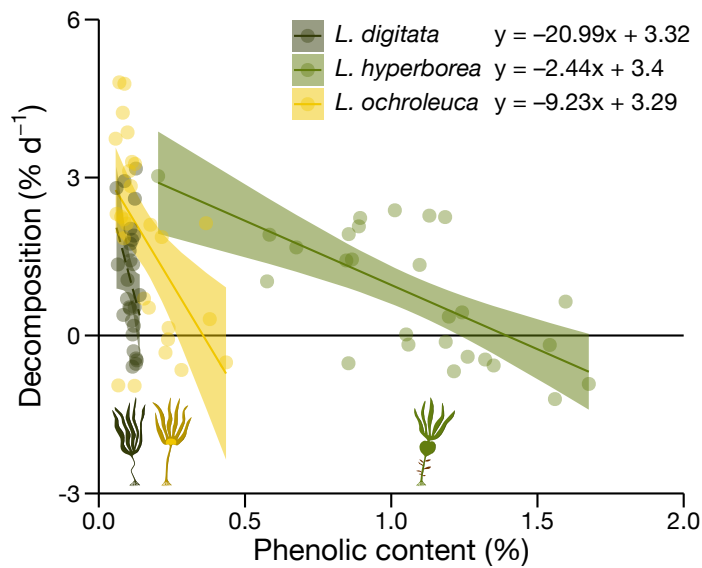 L. digitata y = –20.99x + 3.32
L. hyperborea y = –2.44x + 3.4
L. ochroleuca y = –9.23x + 3.29
Decomposition (% d⁻¹)
6
3
0
-3
0.0 0.5 1.0 1.5 2.0
Phenolic content (%)